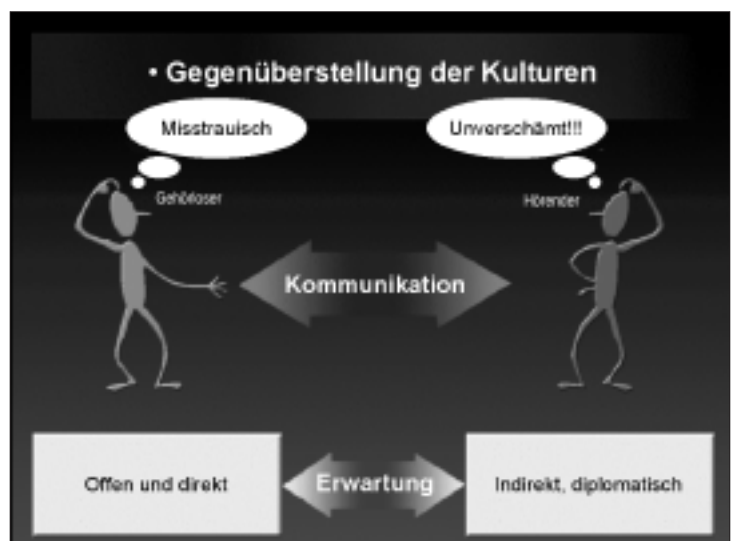 • Gegenüberstellung der Kulturen
Misstrauisch
Unverschämt!!!
Gehörloser
Hörender
Kommunikation
Offen und direkt
Erwartung
Indirekt, diplomatisch